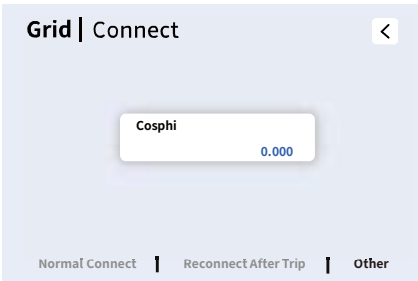 Grid | Connect
Cosphi
0.000
Normal Connect | Reconnect After Trip | Other